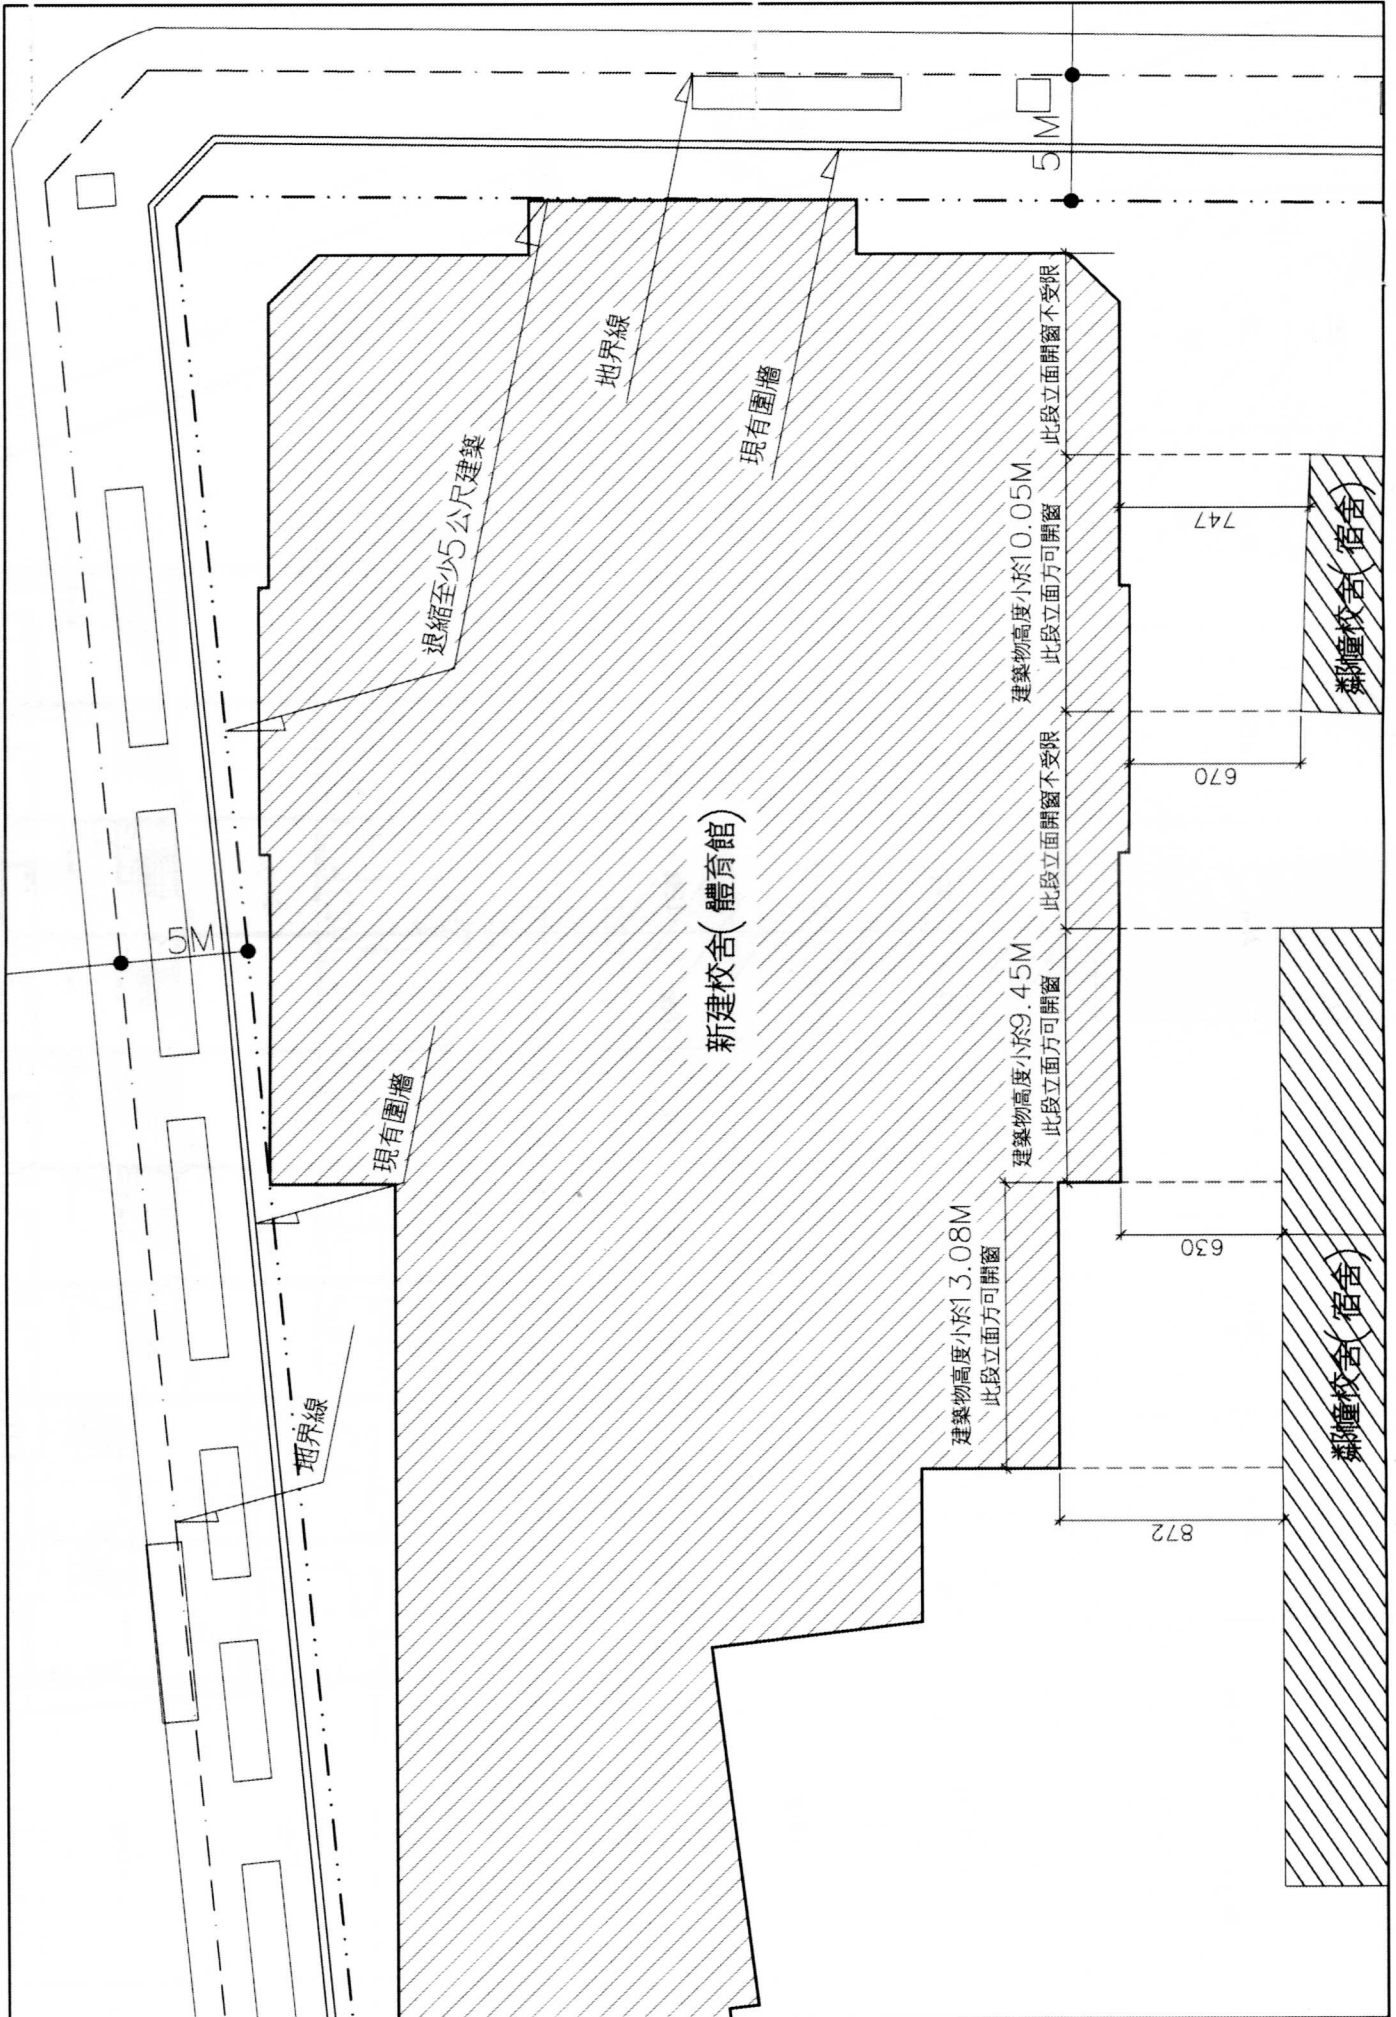 5M
地界線
現有圍牆
退縮至少5公尺建築
此段立面開窗不受限
建築物高度小於10.05M
此段立面方可開窗
747
鄰幢校舍(宿舍)
此段立面開窗不受限
670
新建校舍(體育館)
5M
建築物高度小於9.45M
此段立面方可開窗
現有圍牆
630
建築物高度小於13.08M
此段立面方可開窗
鄰幢校舍(宿舍)
地界線
872